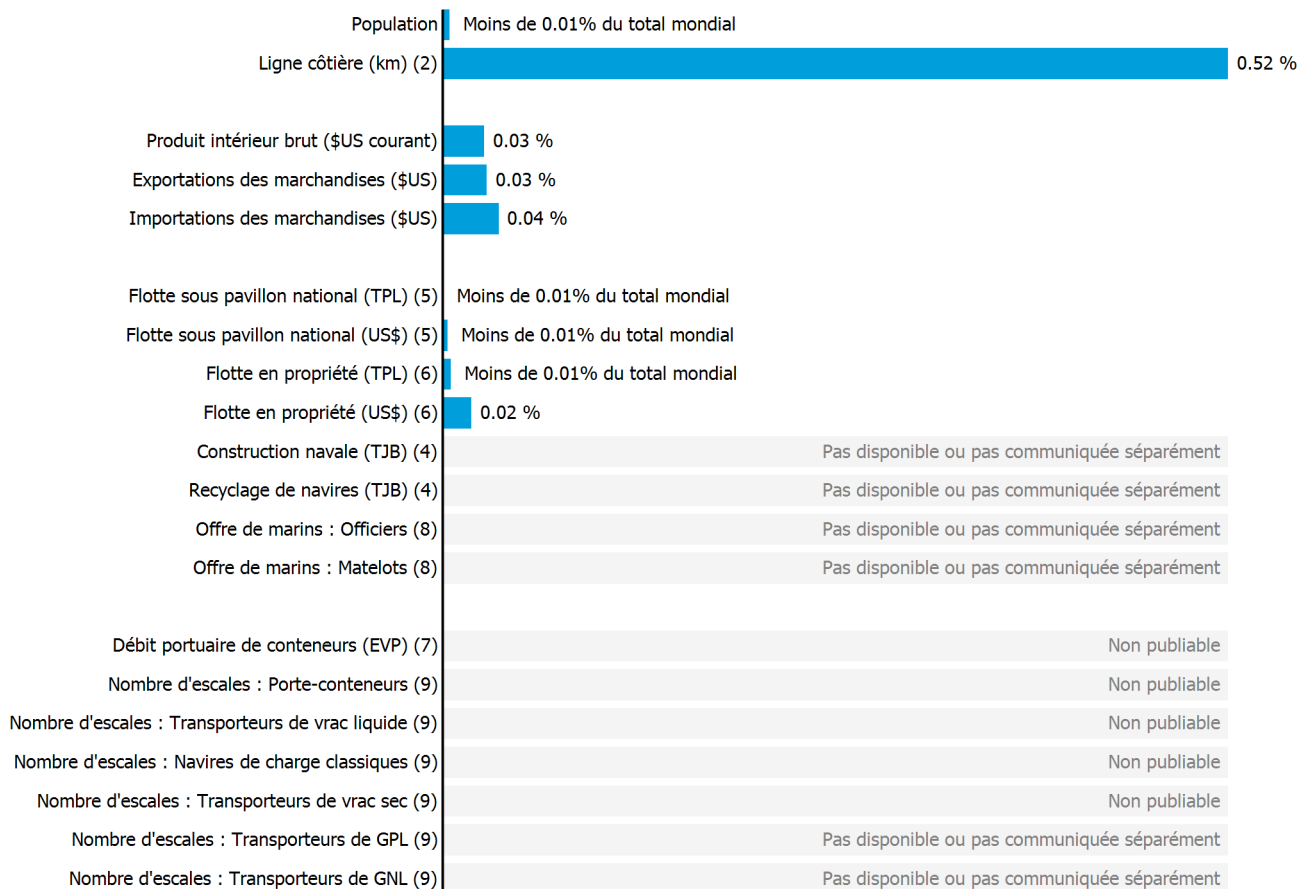 Population Moins de 0.01% du total mondial
Ligne côtière (km) (2) 0.52 %
Produit intérieur brut ($US courant) 0.03 %
Exportations des marchandises ($US) 0.03 %
Importations des marchandises ($US) 0.04 %
Flotte sous pavillon national (TPL) (5) Moins de 0.01% du total mondial
Flotte sous pavillon national (US$) (5) Moins de 0.01% du total mondial
Flotte en propriété (TPL) (6) Moins de 0.01% du total mondial
Flotte en propriété (US$) (6) 0.02 %
Construction navale (TJB) (4) Pas disponible ou pas communiquée séparément
Recyclage de navires (TJB) (4) Pas disponible ou pas communiquée séparément
Offre de marins : Officiers (8) Pas disponible ou pas communiquée séparément
Offre de marins : Matelots (8) Pas disponible ou pas communiquée séparément
Débit portuaire de conteneurs (EVP) (7) Non publiable
Nombre d'escales : Porte-conteneurs (9) Non publiable
Nombre d'escales : Transporteurs de vrac liquide (9) Non publiable
Nombre d'escales : Navires de charge classiques (9) Non publiable
Nombre d'escales : Transporteurs de vrac sec (9) Non publiable
Nombre d'escales : Transporteurs de GPL (9) Pas disponible ou pas communiquée séparément
Nombre d'escales : Transporteurs de GNL (9) Pas disponible ou pas communiquée séparément